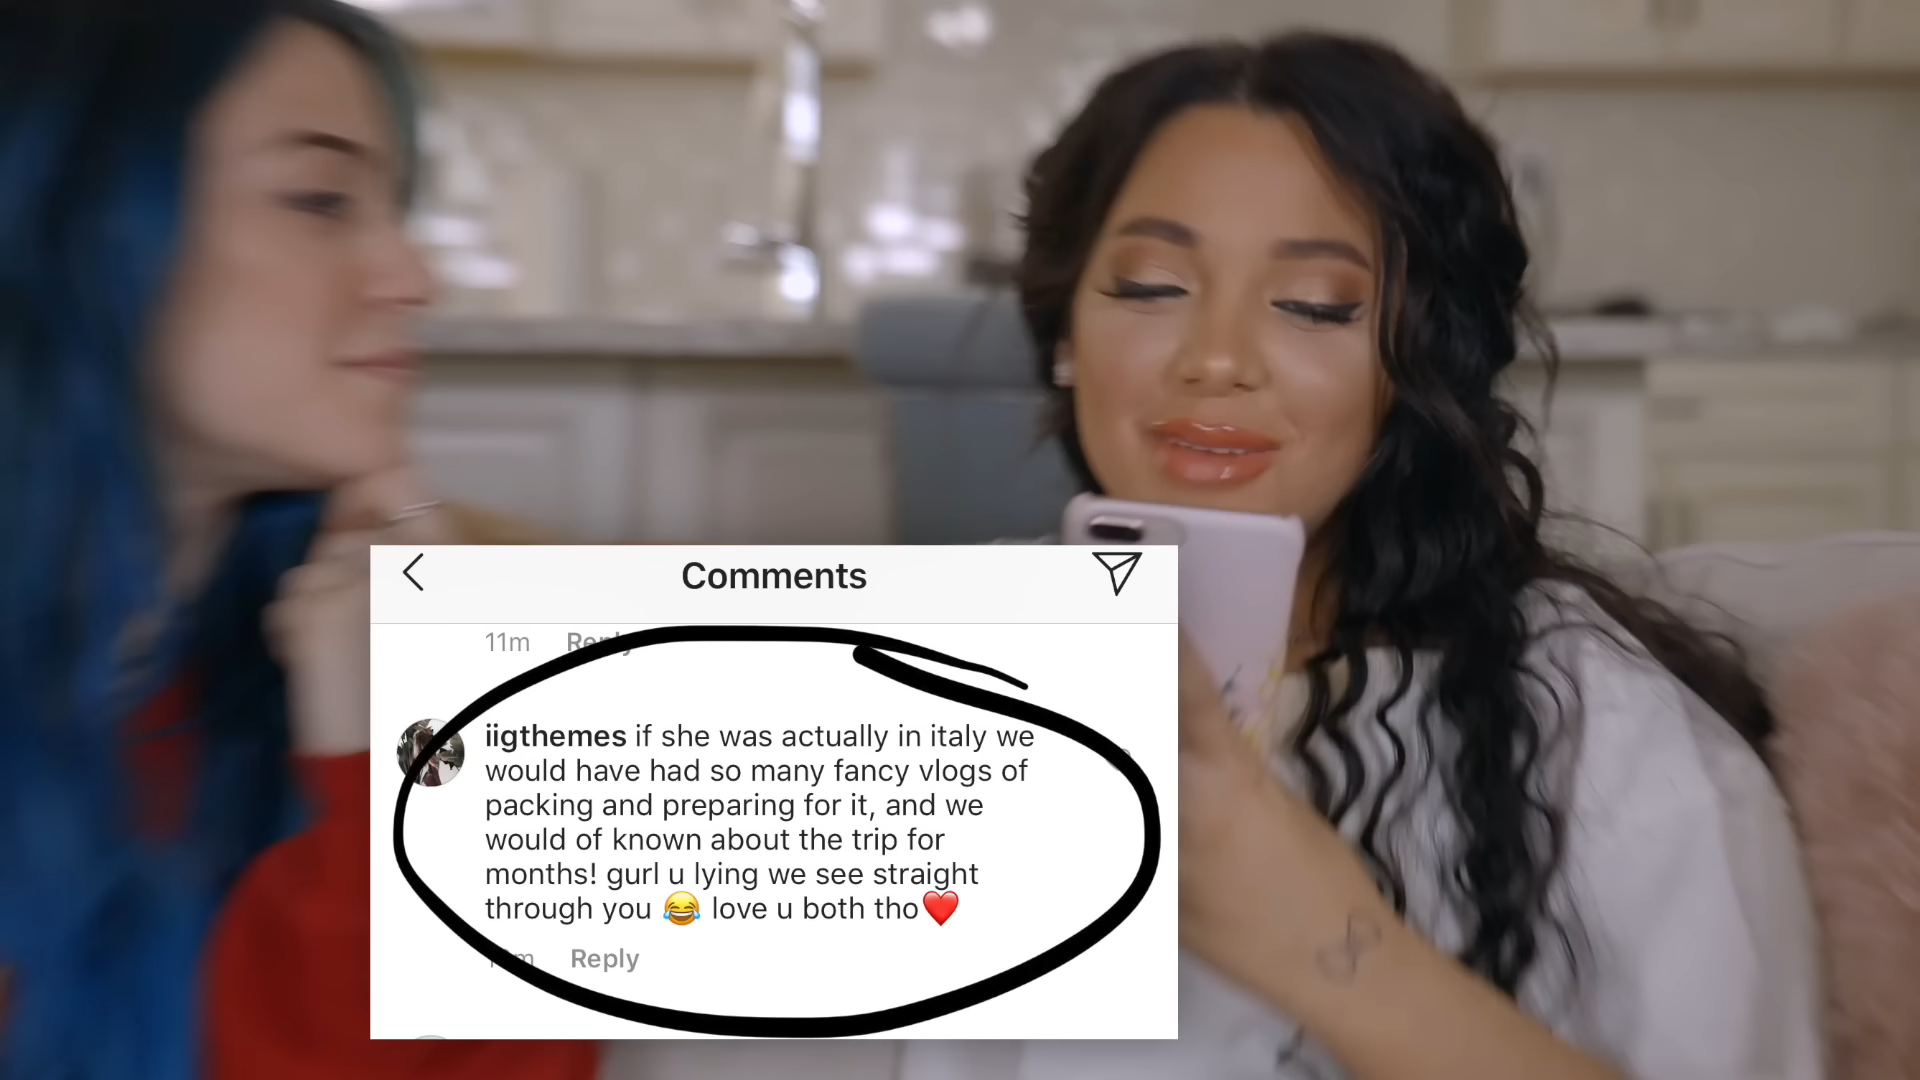 Comments
11m Reply
iigthemes if she was actually in italy we
would have had so many fancy vlogs of
packing and preparing for it, and we
would of known about the trip for
months! gurl u lying we see straight
through you 😂 love u both tho❤️
Reply